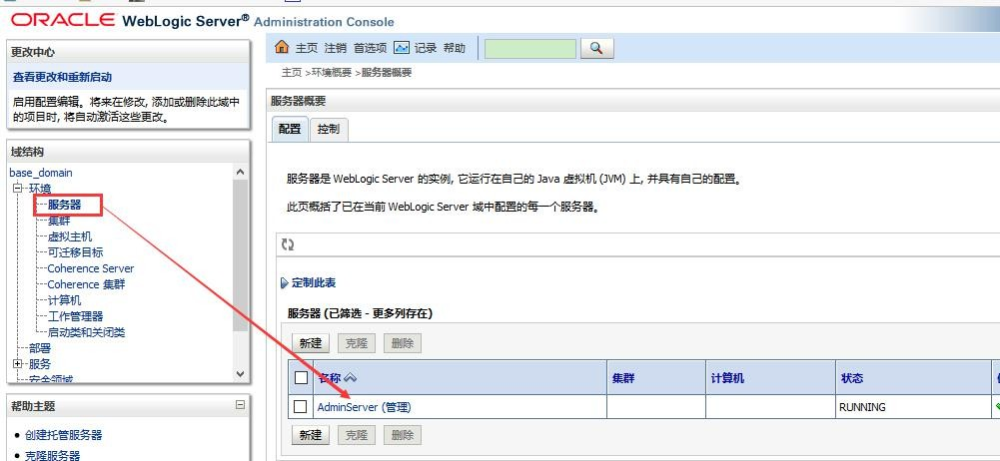 ORACLE WebLogic Server® Administration Console
更改中心
查看更改和重新启动
启用配置编辑。将来在修改, 添加或删除此域中
的项目时, 将自动激活这些更改。
域结构
base_domain
环境
服务器
集群
虚拟主机
可迁移目标
Coherence Server
Coherence 集群
计算机
工作管理器
启动类和关闭类
部署
服务
安全领域
帮助主题
创建托管服务器
克隆服务器
主页 注销 首选项 记录 帮助
主页 >环境概要 >服务器概要
服务器概要
配置 控制
服务器是 WebLogic Server 的实例, 它运行在自己的 Java 虚拟机 (JVM) 上, 并具有自己的配置。
此页概括了已在当前 WebLogic Server 域中配置的每一个服务器。
定制此表
服务器 (已筛选 - 更多列存在)
新建 克隆 删除
名称 集群 计算机 状态
AdminServer (管理) RUNNING
新建 克隆 删除